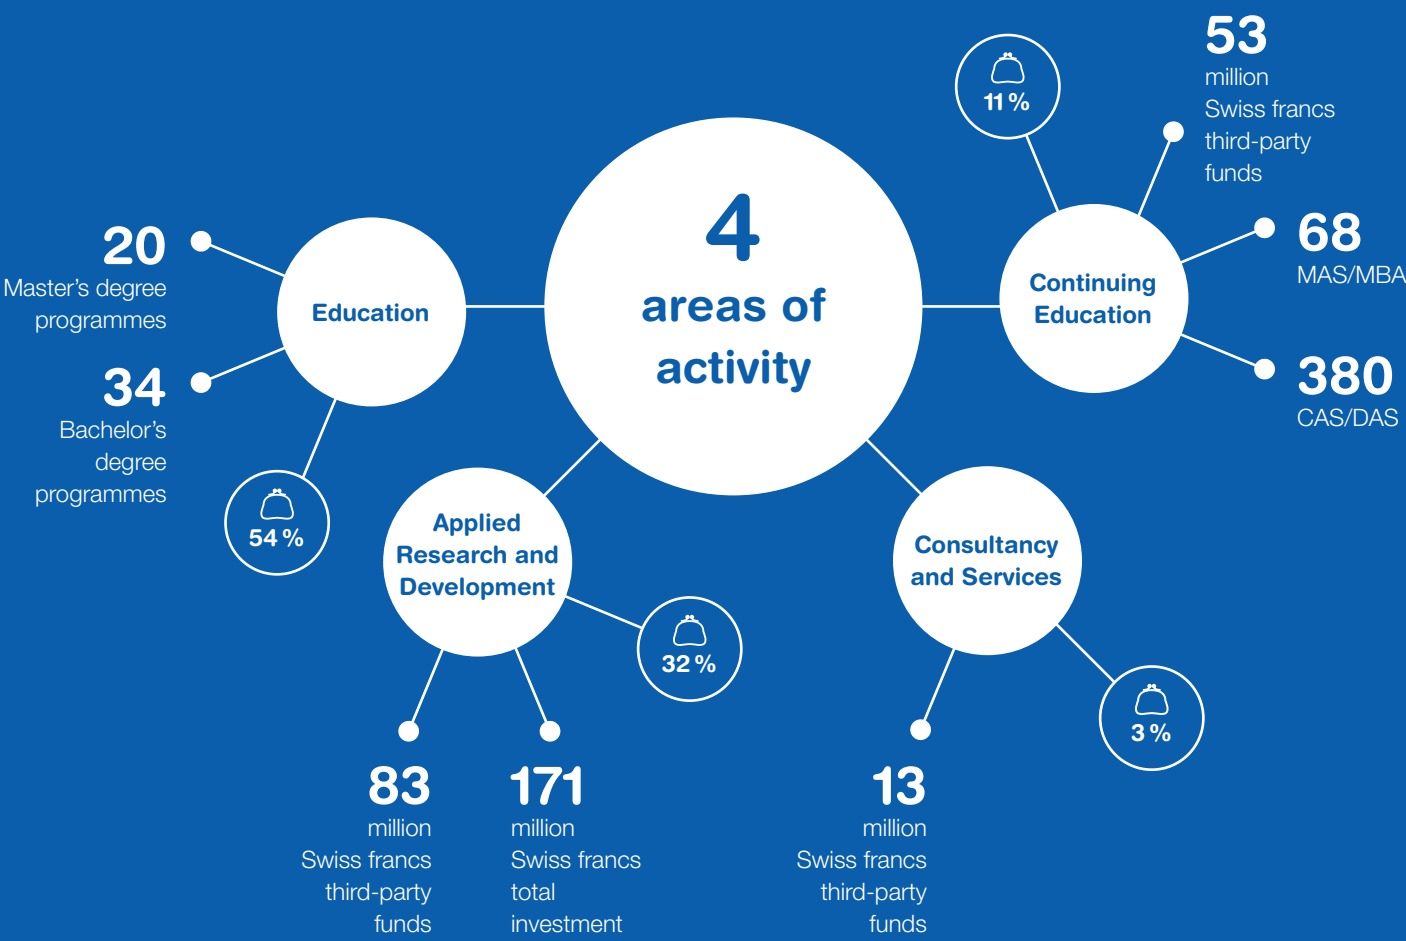 4
areas of
activity
Education
20
Master’s degree
programmes
34
Bachelor’s
degree
programmes
54 %
Applied
Research and
Development
32 %
83
million
Swiss francs
third-party
funds
171
million
Swiss francs
total
investment
Consultancy
and Services
3 %
13
million
Swiss francs
third-party
funds
Continuing
Education
11 %
53
million
Swiss francs
third-party
funds
68
MAS/MBA
380
CAS/DAS